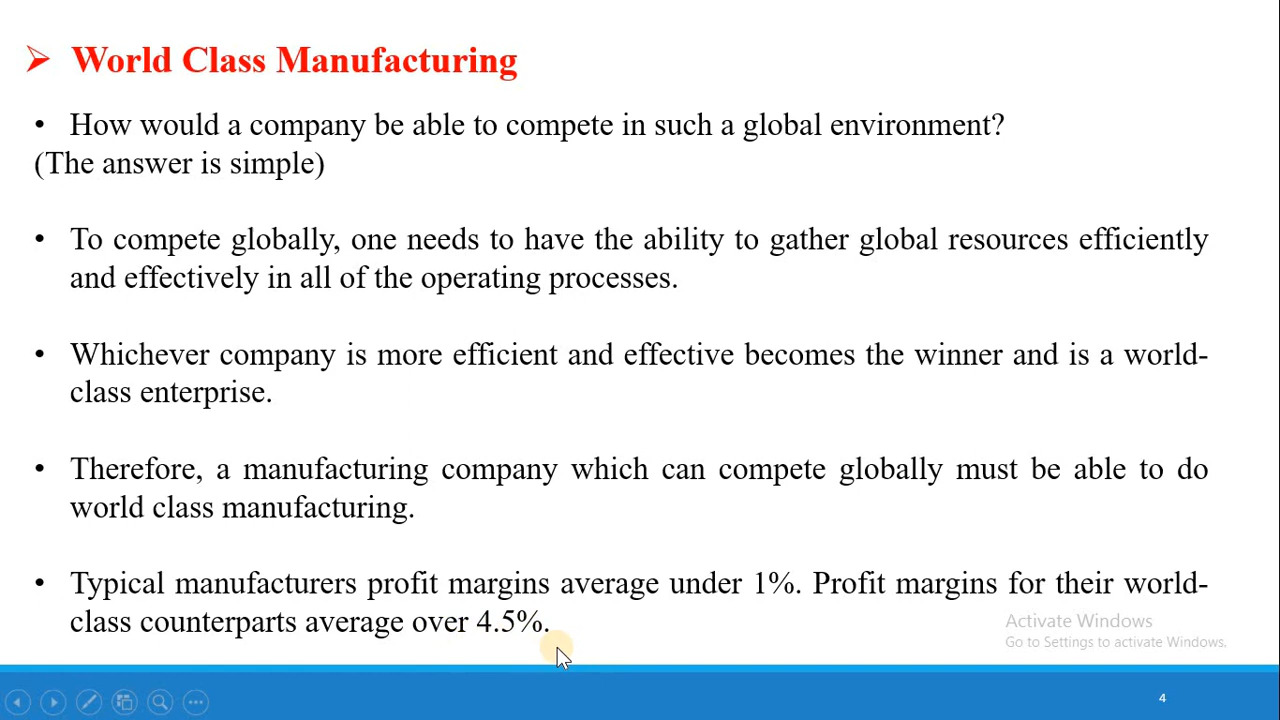 ➢ World Class Manufacturing
• How would a company be able to compete in such a global environment?
(The answer is simple)
• To compete globally, one needs to have the ability to gather global resources efficiently
and effectively in all of the operating processes.
• Whichever company is more efficient and effective becomes the winner and is a world-
class enterprise.
• Therefore, a manufacturing company which can compete globally must be able to do
world class manufacturing.
• Typical manufacturers profit margins average under 1%. Profit margins for their world-
class counterparts average over 4.5%.
Activate Windows
Go to Settings to activate Windows.
4